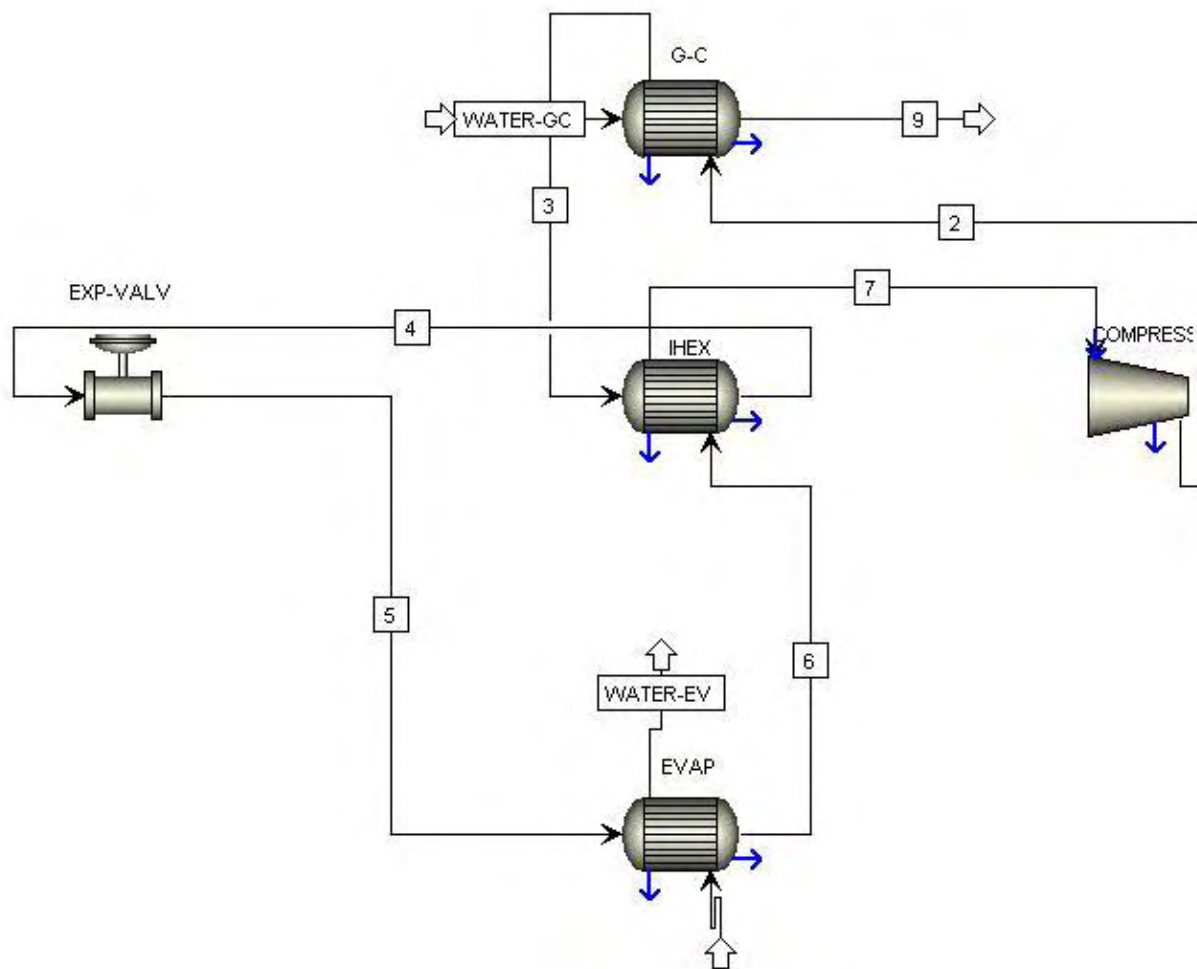 G-C
WATER-GC
9
3
2
EXP-VALV
7
4
IHEX
COMPRESS
5
6
WATER-EV
EVAP